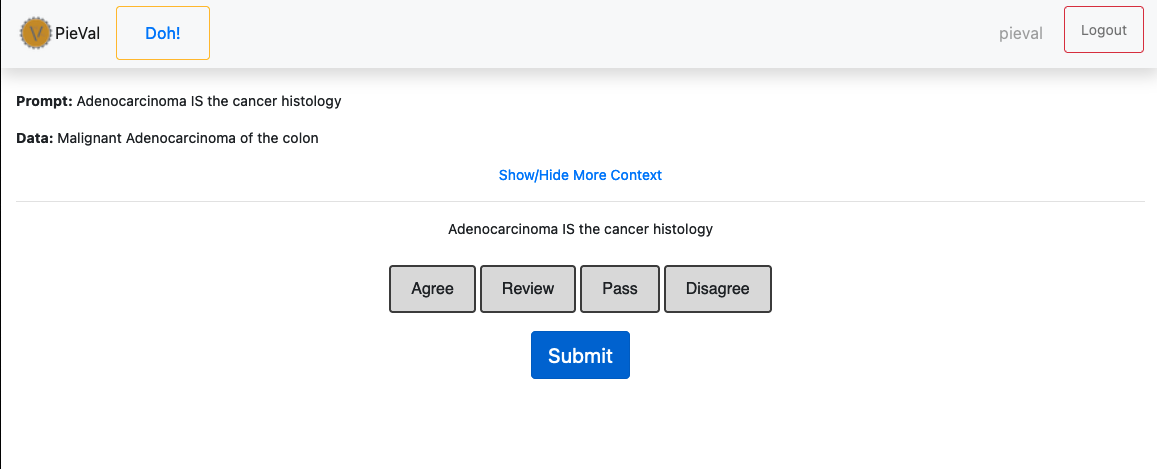 V PieVal Doh! pieval Logout
Prompt: Adenocarcinoma IS the cancer histology
Data: Malignant Adenocarcinoma of the colon
Show/Hide More Context
Adenocarcinoma IS the cancer histology
Agree Review Pass Disagree
Submit